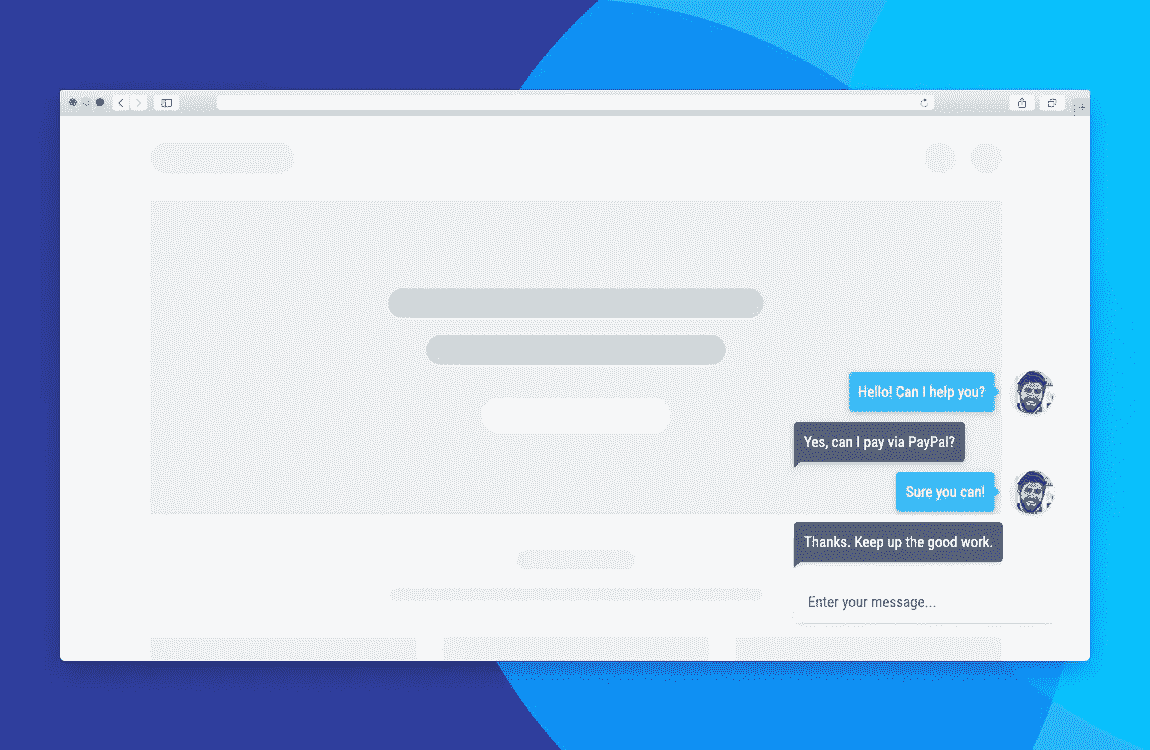 Hello! Can I help you?
Yes, can I pay via PayPal?
Sure you can!
Thanks. Keep up the good work.
Enter your message...